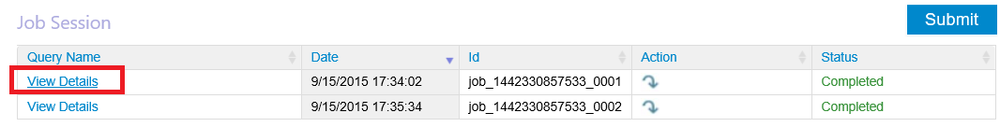 Job Session
Submit
Query Name Date Id Action Status
View Details 9/15/2015 17:34:02 job_1442330857533_0001 Completed
View Details 9/15/2015 17:35:34 job_1442330857533_0002 Completed